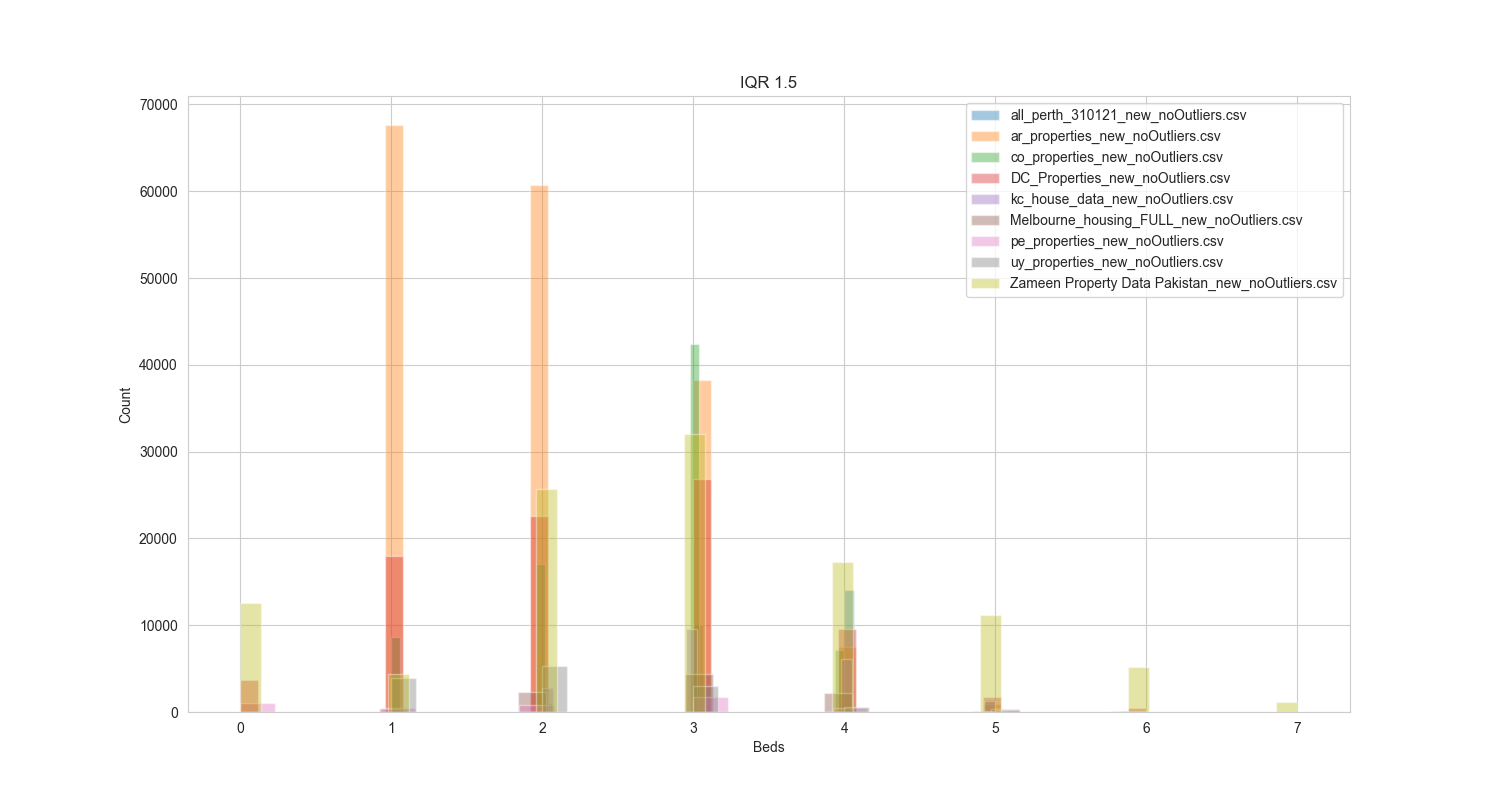 IQR 1.5
70000
60000
50000
40000
30000
20000
10000
0
Count
all_perth_310121_new_noOutliers.csv
ar_properties_new_noOutliers.csv
co_properties_new_noOutliers.csv
DC_Properties_new_noOutliers.csv
kc_house_data_new_noOutliers.csv
Melbourne_housing_FULL_new_noOutliers.csv
pe_properties_new_noOutliers.csv
uy_properties_new_noOutliers.csv
Zameen Property Data Pakistan_new_noOutliers.csv
0 1 2 3 4 5 6 7
Beds